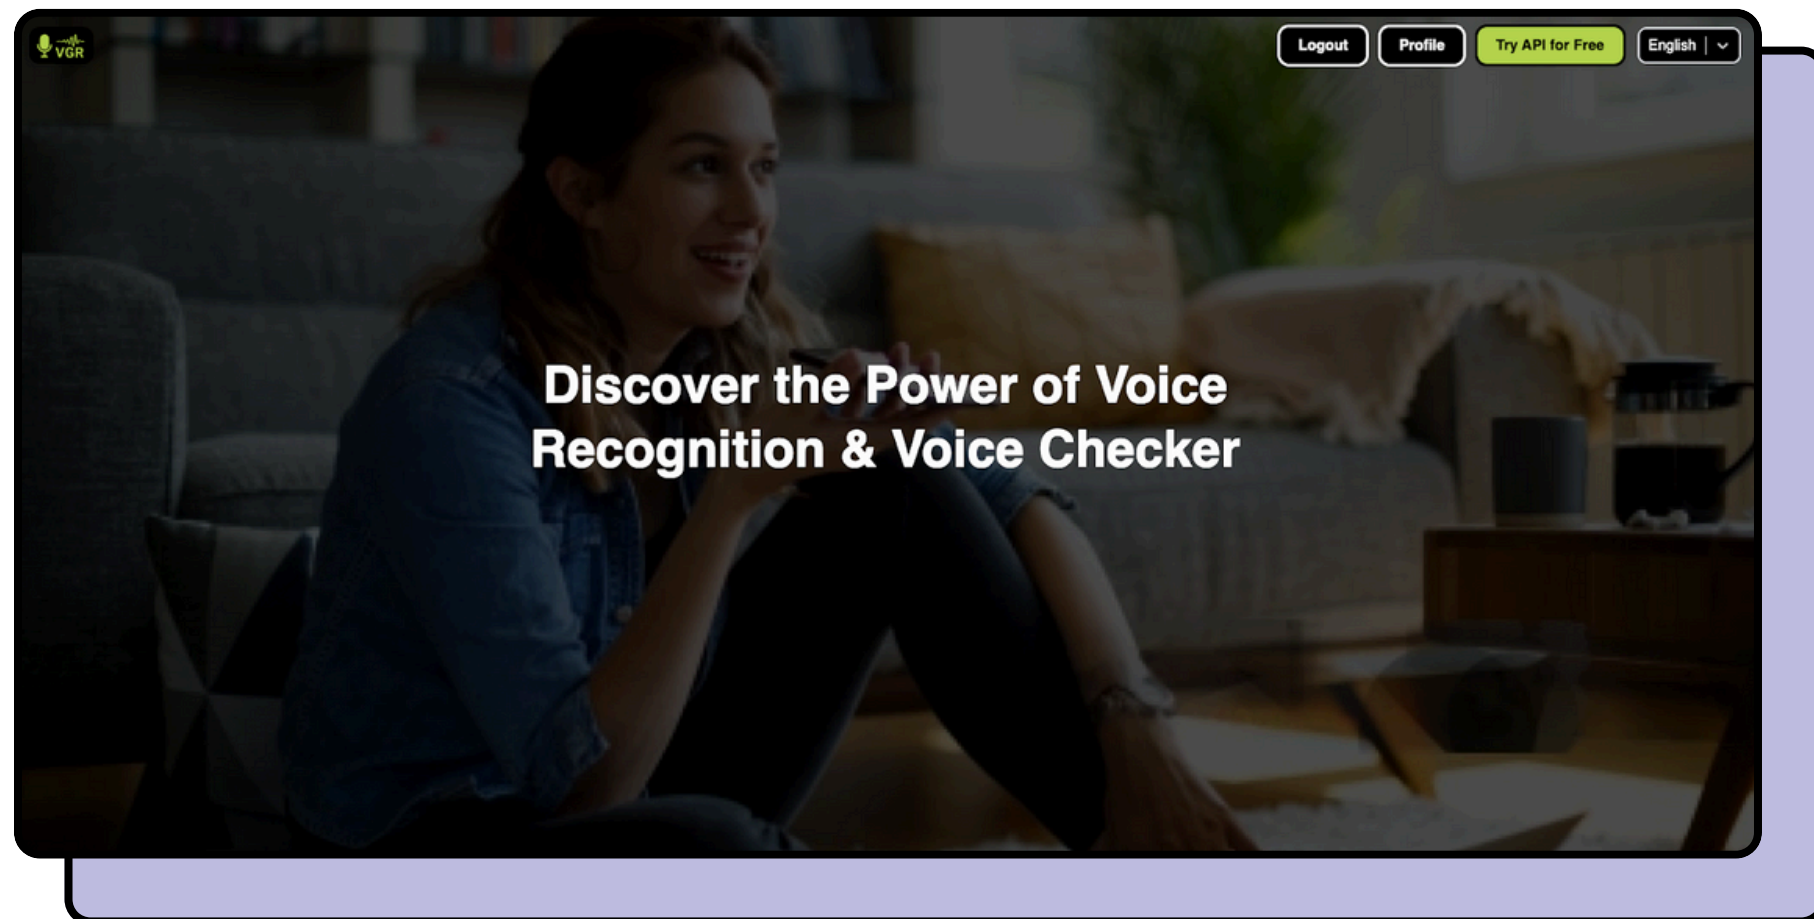 VGR
Logout
Profile
Try API for Free
English
Discover the Power of Voice
Recognition & Voice Checker